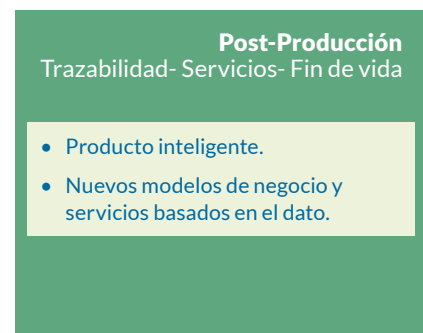 Post-Producción
Trazabilidad- Servicios- Fin de vida
• Producto inteligente.
• Nuevos modelos de negocio y
servicios basados en el dato.